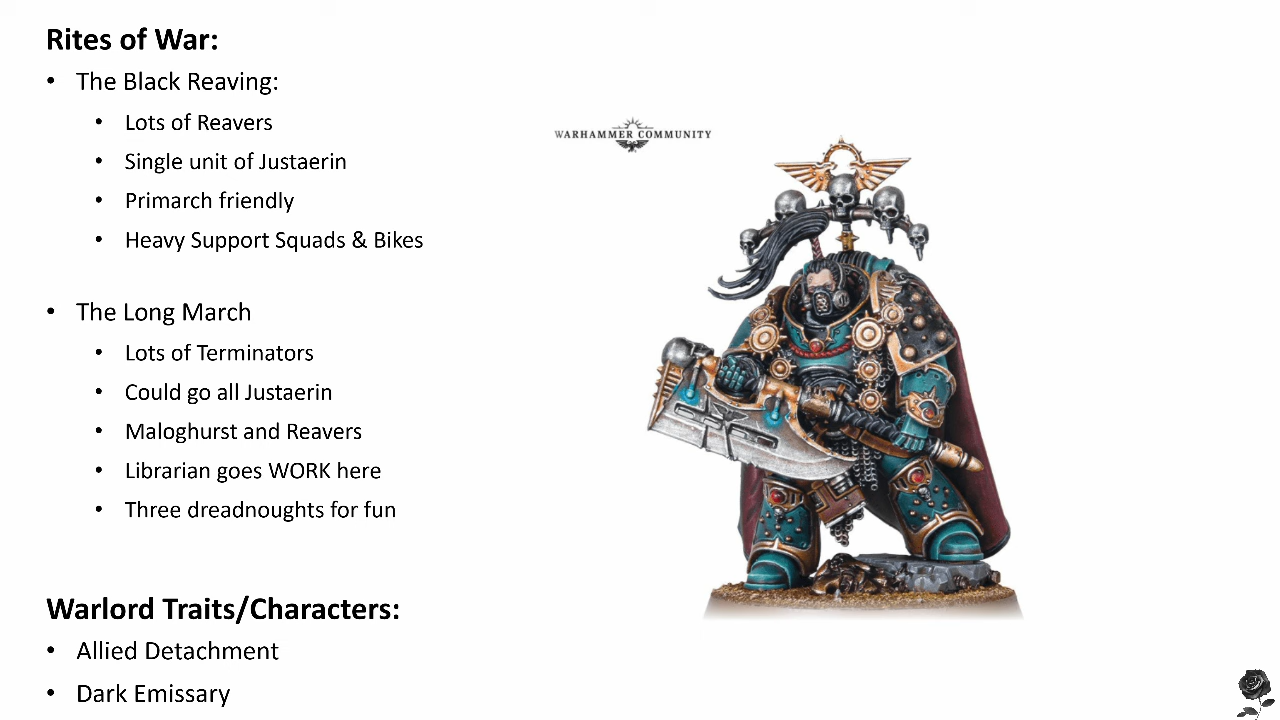 Rites of War:
• The Black Reaving:
• Lots of Reavers
• Single unit of Justaerin
• Primarch friendly
• Heavy Support Squads & Bikes
WARHAMMER COMMUNITY
• The Long March
• Lots of Terminators
• Could go all Justaerin
• Maloghurst and Reavers
• Librarian goes WORK here
• Three dreadnoughts for fun
Warlord Traits/Characters:
• Allied Detachment
• Dark Emissary